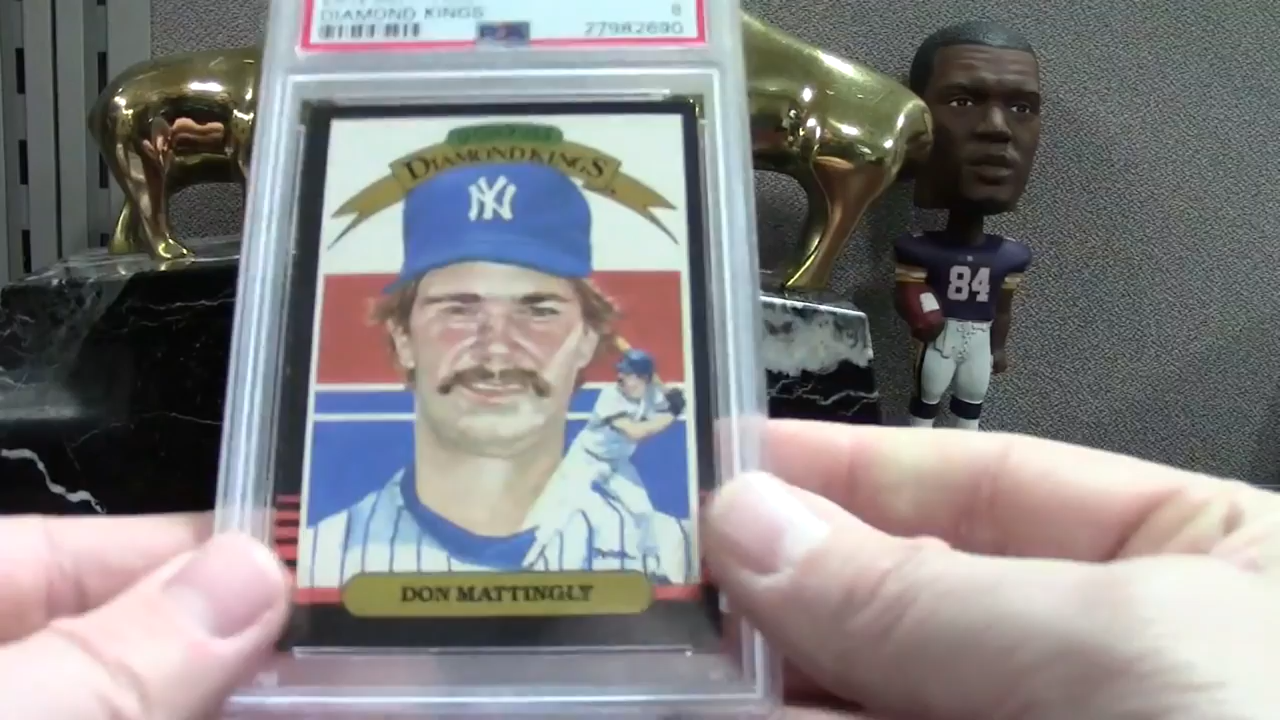 DIAMOND KINGS 8
27982690
DIAMOND KINGS
NY
84
DON MATTINGLY